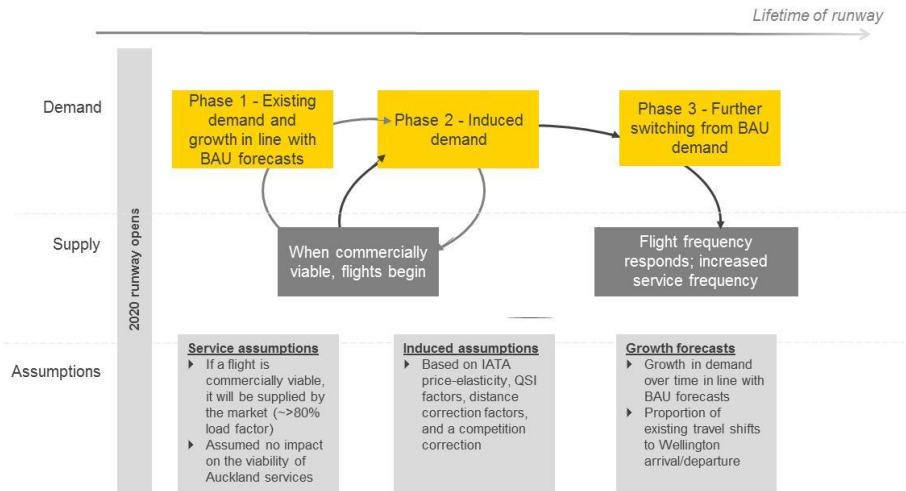 Lifetime of runway
2020 runway opens
Demand
Phase 1 - Existing
demand and
growth in line with
BAU forecasts
Phase 2 - Induced
demand
Phase 3 - Further
switching from BAU
demand
Supply
When commercially
viable, flights begin
Flight frequency
responds; increased
service frequency
Assumptions
Service assumptions
If a flight is
commercially viable,
it will be supplied by
the market (~>80%
load factor)
Assumed no impact
on the viability of
Auckland services
Induced assumptions
Based on IATA
price-elasticity, QSI
factors, distance
correction factors,
and a competition
correction
Growth forecasts
Growth in demand
over time in line with
BAU forecasts
Proportion of
existing travel shifts
to Wellington
arrival/departure